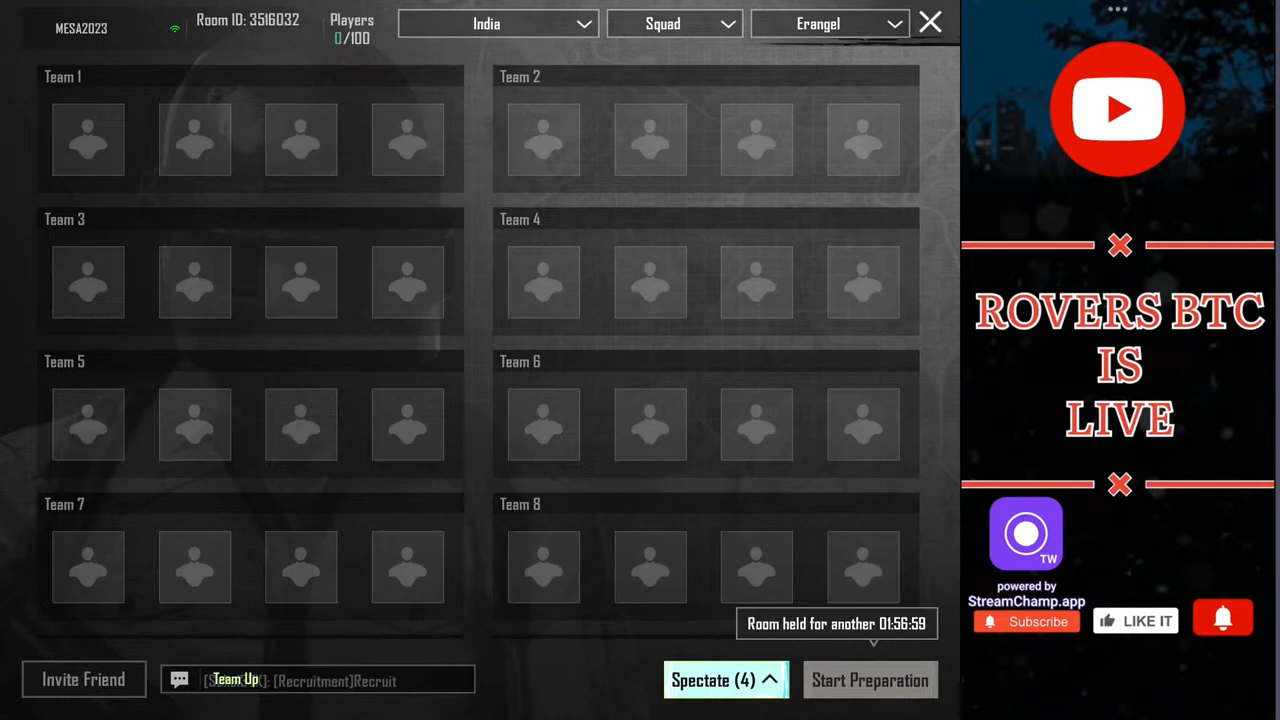 MESA2023
Room ID: 3516032
Players
0/100
India
Squad
Erangel
Team 1
Team 2
Team 3
Team 4
Team 5
Team 6
Team 7
Team 8
Room held for another 01:56:59
Invite Friend
Team Up
[Recruitment]Recruit
Spectate (4)
Start Preparation
ROVERS BTC
IS
LIVE
TW
powered by
StreamChamp.app
Subscribe
LIKE IT